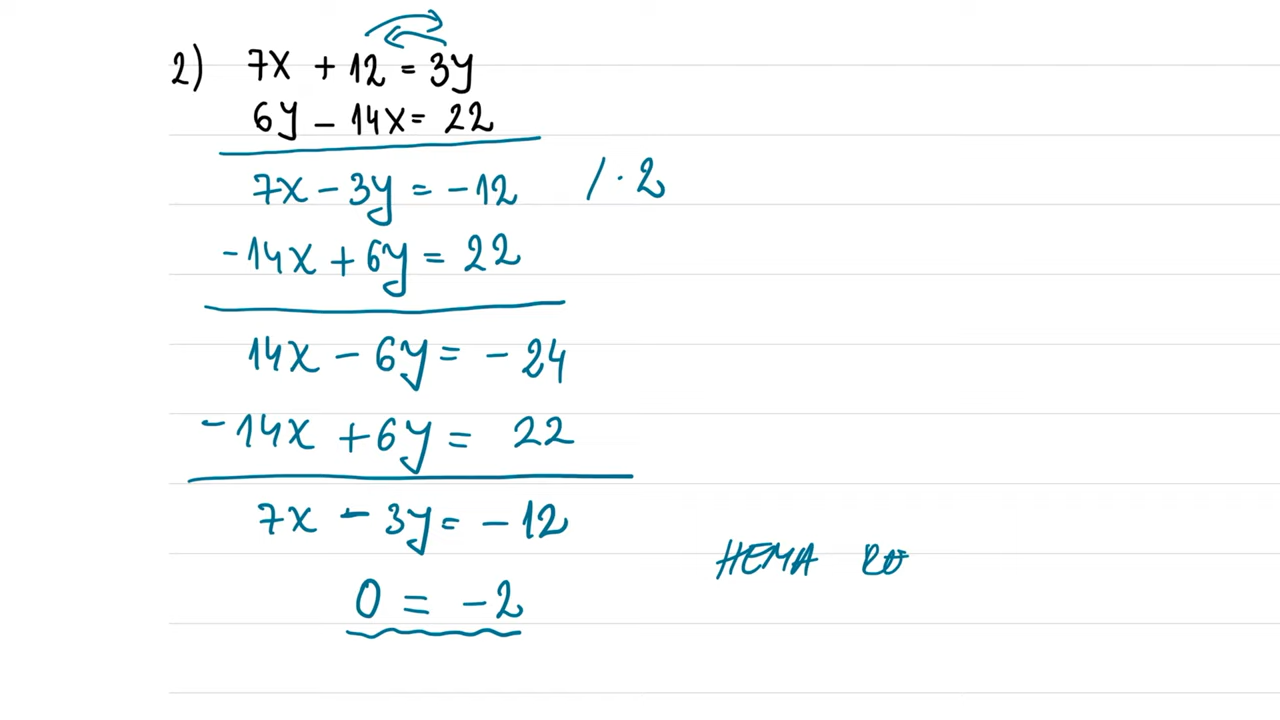 2) 7x + 12 = 3y
6y - 14x = 22
7x - 3y = -12 / · 2
-14x + 6y = 22
14x - 6y = -24
-14x + 6y = 22
7x - 3y = -12
НЕМА
0 = -2